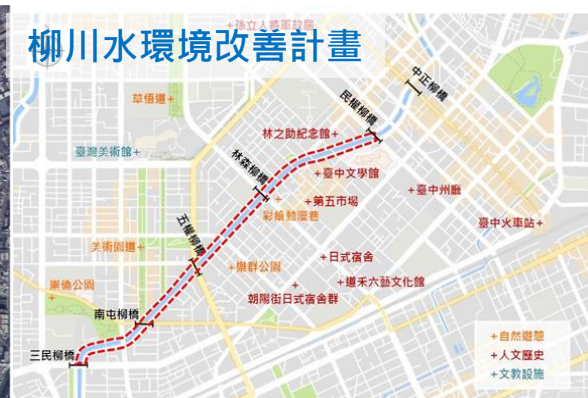 柳川水環境改善計畫
+孫立人將軍故居
中正柳橋
民權柳橋
草悟道+
林之助紀念館+
臺灣美術館+
林森柳橋
+臺中文學館
+臺中州廳
+第五市場
彩繪動漫巷
臺中火車站+
五權柳橋
美術園道+
+樂群公園
+日式宿舍
+道禾六藝文化館
朝陽街日式宿舍群
崇倫公園
南屯柳橋
三民柳橋
+自然遊憩
+人文歷史
+文教設施